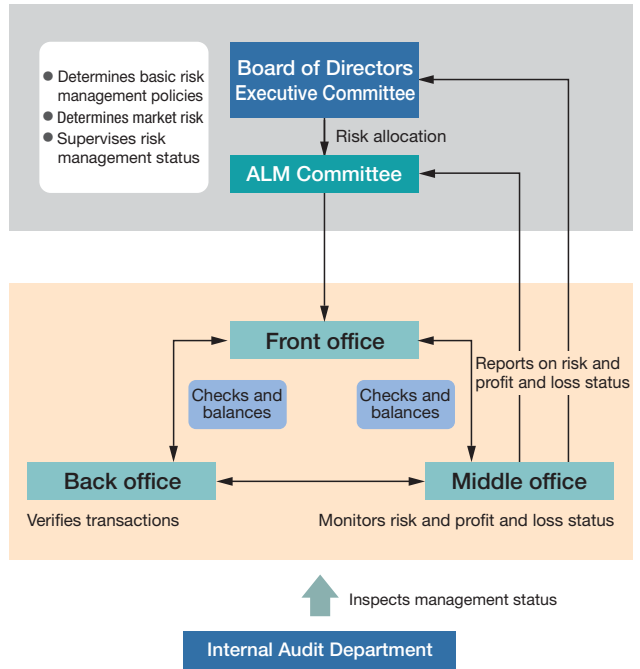 ● Determines basic risk
management policies
● Determines market risk
● Supervises risk
management status
Board of Directors
Executive Committee
Risk allocation
ALM Committee
Front office
Reports on risk and
profit and loss status
Checks and
balances
Checks and
balances
Back office
Middle office
Verifies transactions
Monitors risk and profit and loss status
Inspects management status
Internal Audit Department